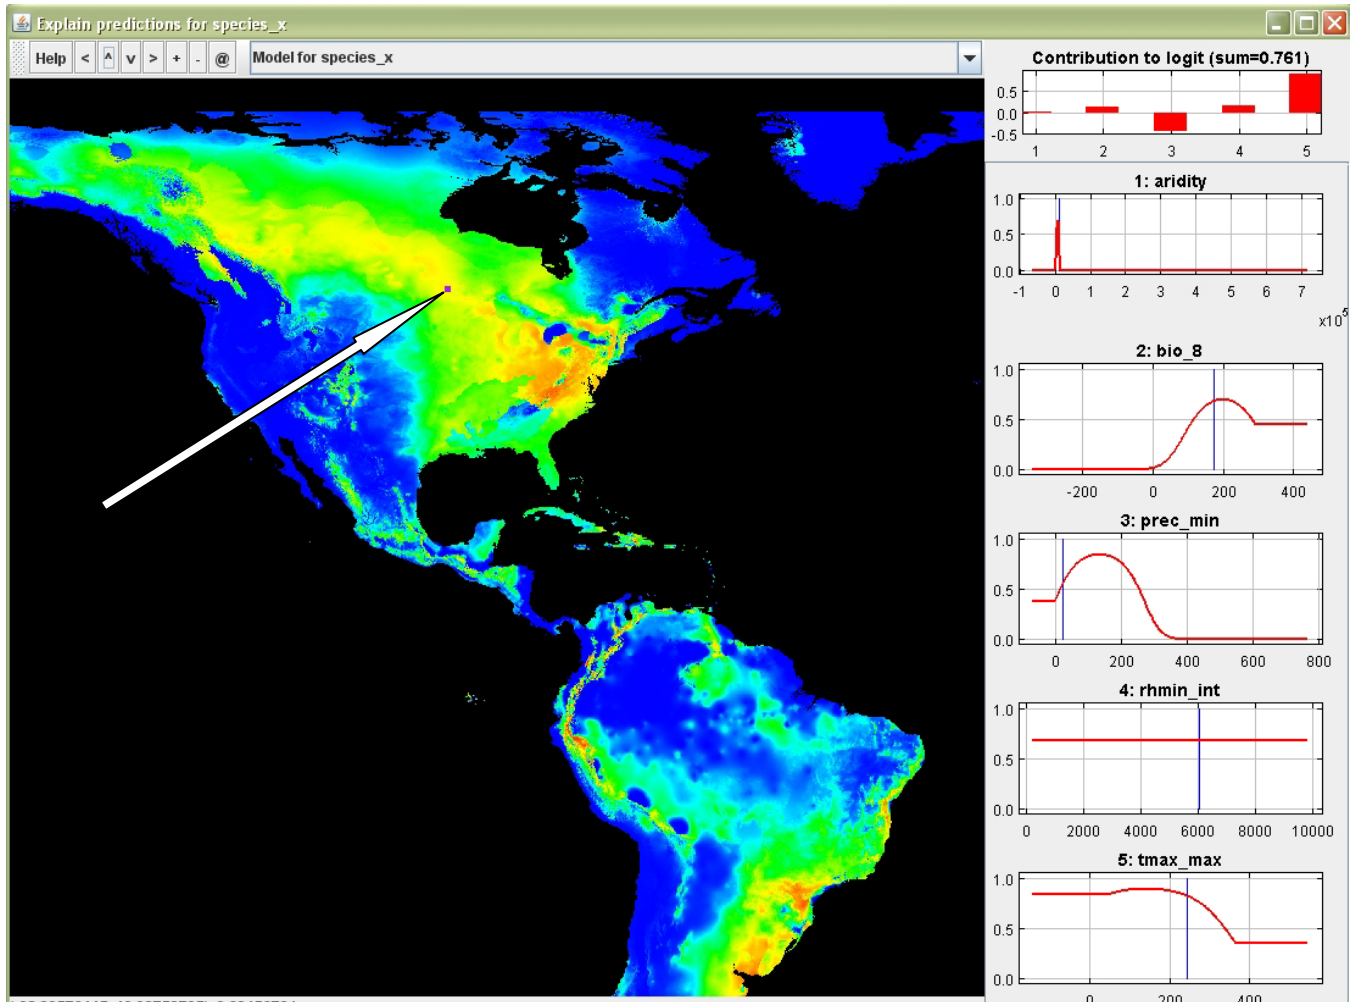 Explain predictions for species_x
Help < ^ v > + - @ Model for species_x
Contribution to logit (sum=0.761)
0.5
0.0
-0.5
1 2 3 4 5
1: aridity
1.0
0.5
0.0
-1 0 1 2 3 4 5 6 7
x10^5
2: bio_8
1.0
0.5
0.0
-200 0 200 400
3: prec_min
1.0
0.5
0.0
0 200 400 600 800
4: rhmin_int
1.0
0.5
0.0
0 2000 4000 6000 8000 10000
5: tmax_max
1.0
0.5
0.0
0 200 400